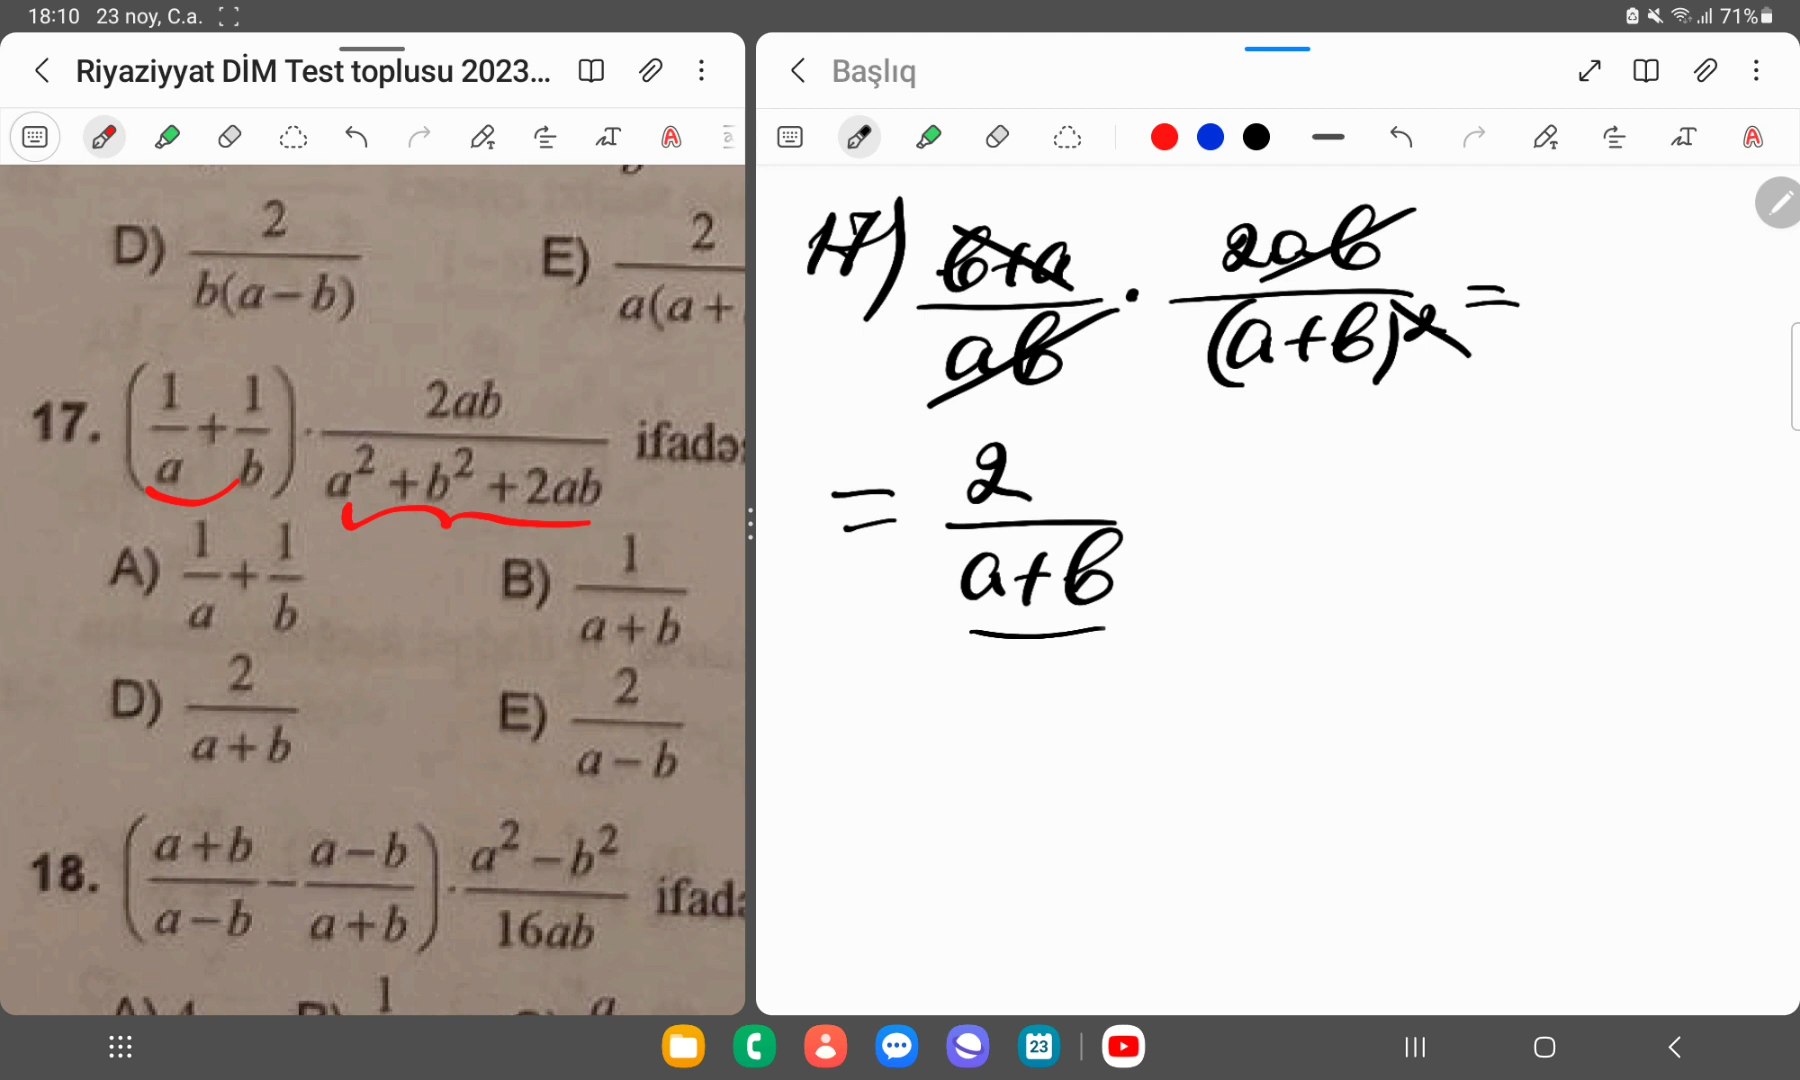 18:10 23 noy, C.a. 71%
Riyaziyyat DİM Test toplusu 2023...
D) 2/(b(a−b)) E) 2/(a(a+
17. (1/a + 1/b) · 2ab/(a²+b²+2ab) ifadə
A) 1/a + 1/b B) 1/(a+b)
D) 2/(a+b) E) 2/(a−b)
18. ((a+b)/(a−b) − (a−b)/(a+b)) · (a²−b²)/(16ab) ifad
Başlıq
17) (b+a)/(ab) · 2ab/(a+b)² =
= 2/(a+b)
23